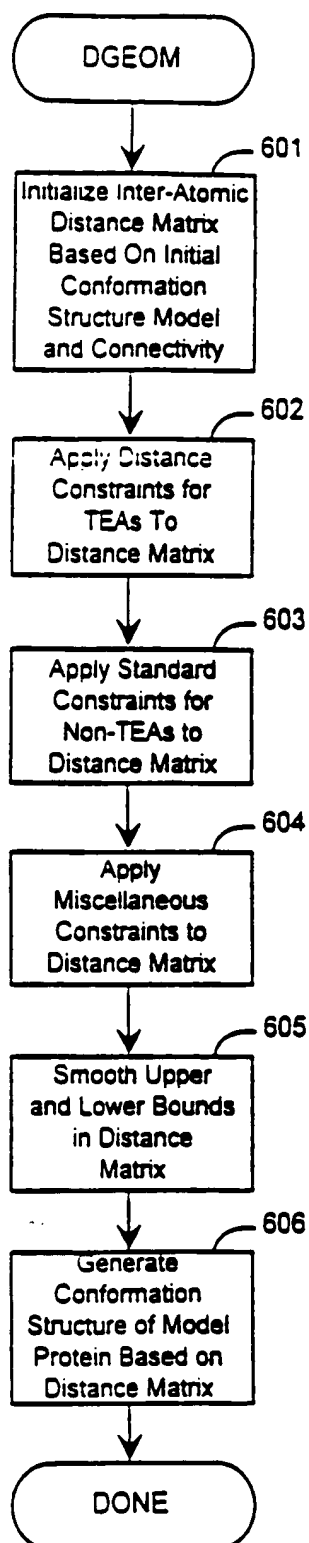 DGEOM
601
Initialize Inter-Atomic
Distance Matrix
Based On Initial
Conformation
Structure Model
and Connectivity
602
Apply Distance
Constraints for
TEAs To
Distance Matrix
603
Apply Standard
Constraints for
Non-TEAs to
Distance Matrix
604
Apply
Miscellaneous
Constraints to
Distance Matrix
605
Smooth Upper
and Lower Bounds
in Distance
Matrix
606
Generate
Conformation
Structure of Model
Protein Based on
Distance Matrix
DONE